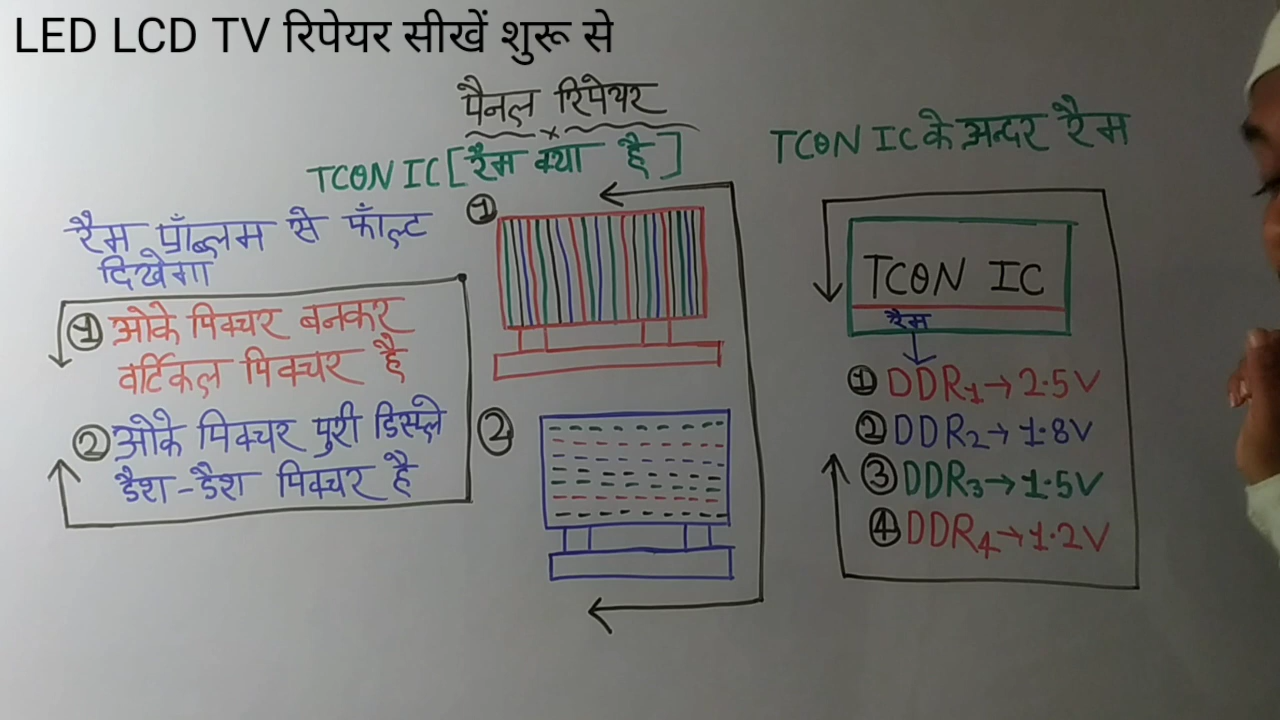 LED LCD TV रिपेयर सीखें शुरू से
पैनल रिपेयर
TCON IC [रैम क्या है]
रैम प्रॉब्लम से फॉल्ट
दिखेगा
1 ओके पिक्चर बनकर
वर्टिकल पिक्चर है
2 ओके पिक्चर पुरी डिस्प्ले
डैश-डैश पिक्चर है
1
2
TCON IC के अन्दर रैम
TCON IC
रैम
1 DDR1→2.5V
2 DDR2→1.8V
3 DDR3→1.5V
4 DDR4→1.2V